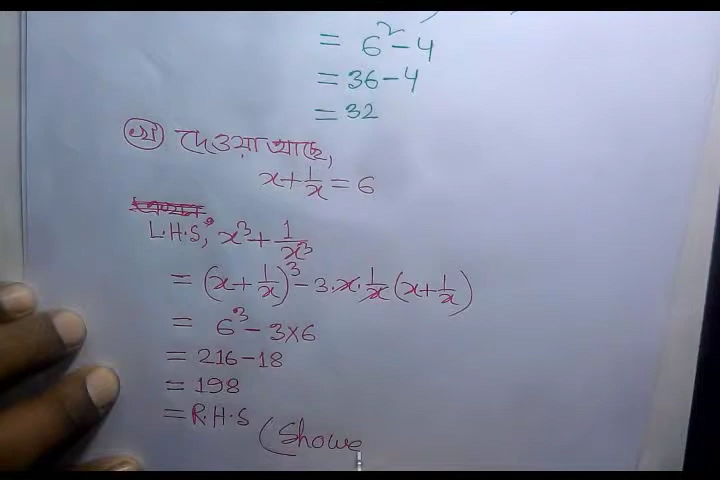 = 6² - 4
= 36 - 4
= 32
খ দেওয়া আছে,
x + 1/x = 6
L.H.S, x³ + 1/x³
= (x + 1/x)³ - 3.x.1/x (x + 1/x)
= 6³ - 3×6
= 216 - 18
= 198
= R.H.S (Showe